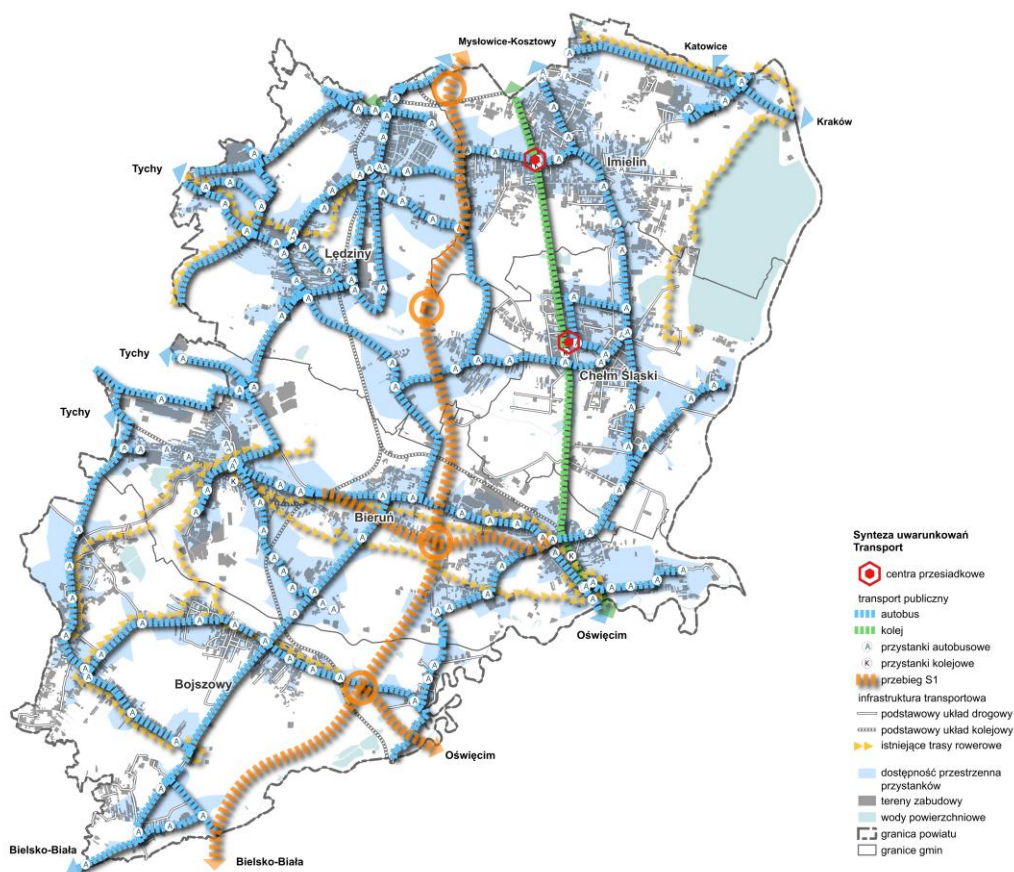 Mysłowice-Kosztowy
Katowice
Kraków
Tychy
Imielin
Lędziny
Tychy
Chełm Śląski
Tychy
Bieruń
Oświęcim
Bojszowy
Oświęcim
Bielsko-Biała
Bielsko-Biała
Synteza uwarunkowań
Transport
centra przesiadkowe
transport publiczny
autobus
kolej
A przystanki autobusowe
K przystanki kolejowe
przebieg S1
infrastruktura transportowa
podstawowy układ drogowy
podstawowy układ kolejowy
istniejące trasy rowerowe
dostępność przestrzenna
przystanków
tereny zabudowy
wody powierzchniowe
granica powiatu
granice gmin